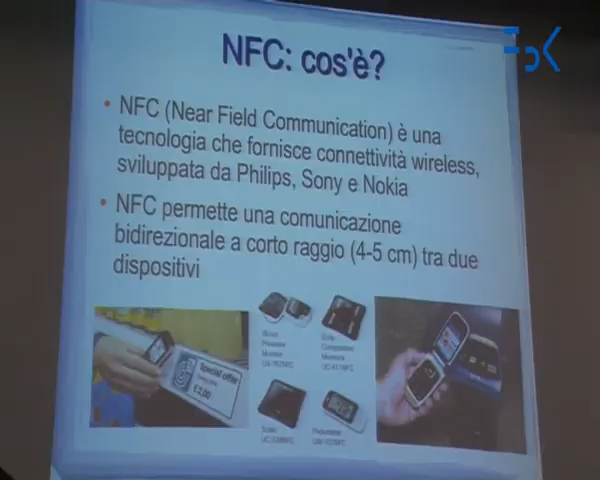 NFC: cos'è?
• NFC (Near Field Communication) è una
tecnologia che fornisce connettività wireless,
sviluppata da Philips, Sony e Nokia
• NFC permette una comunicazione
bidirezionale a corto raggio (4-5 cm) tra due
dispositivi
Special offer